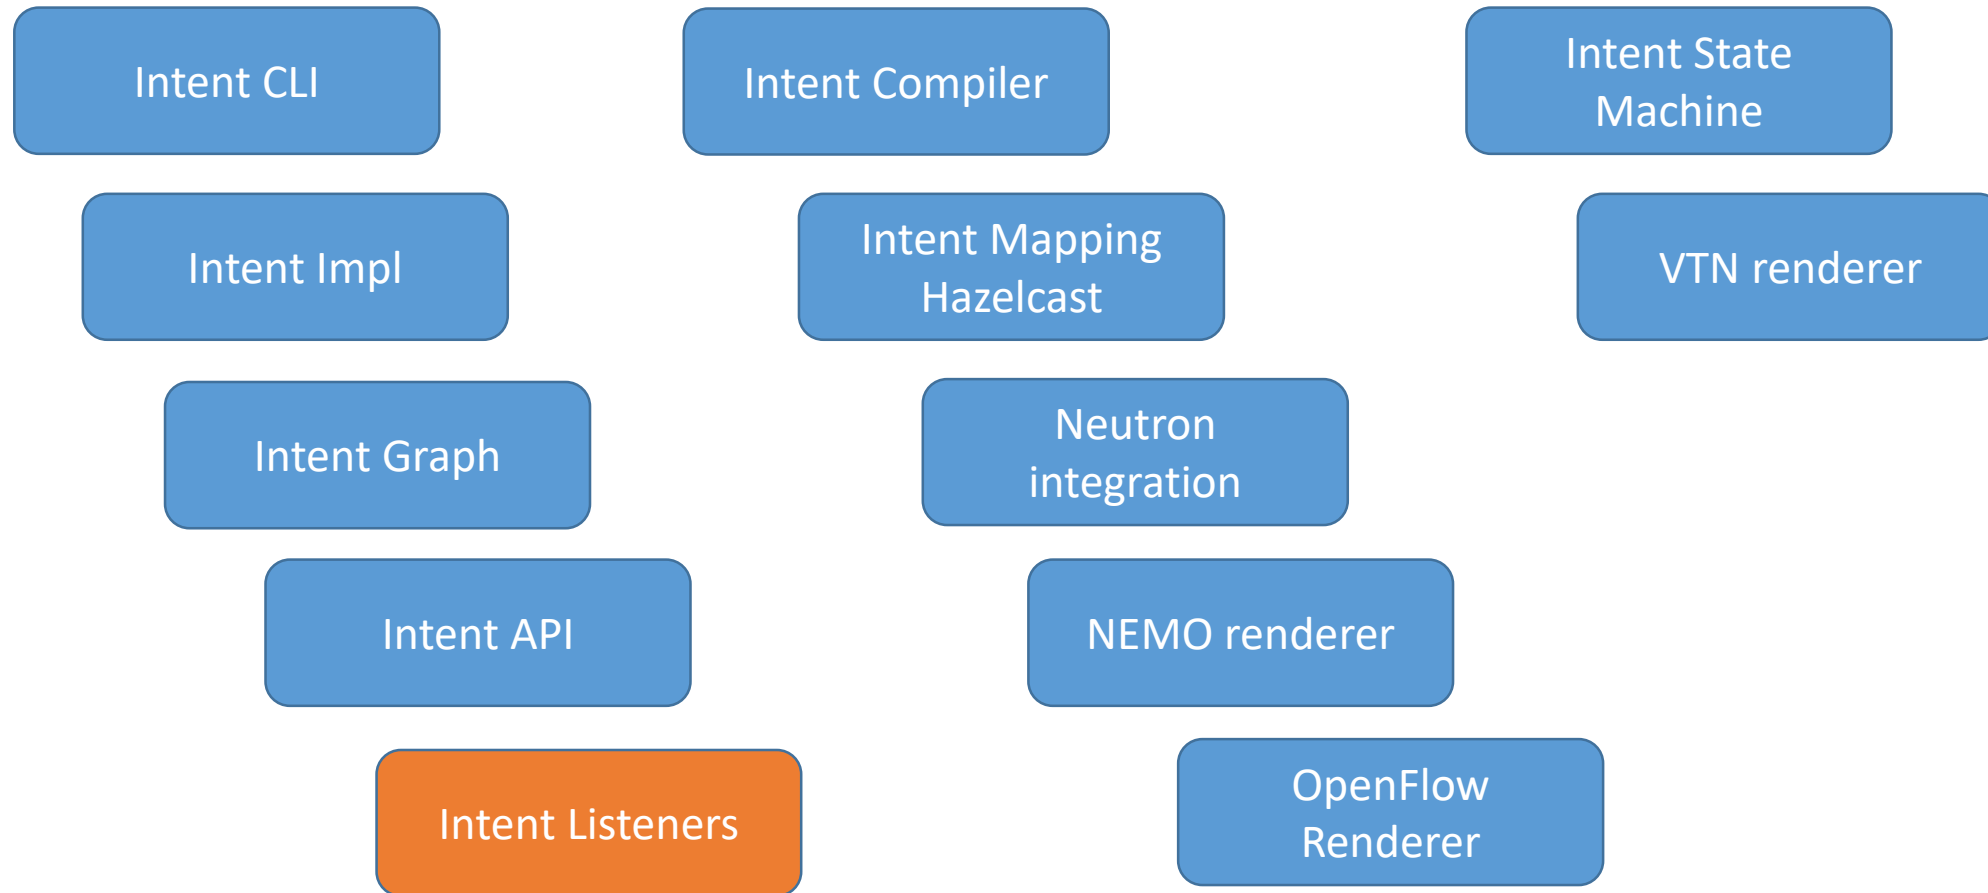 Intent CLI
Intent Impl
Intent Graph
Intent API
Intent Listeners
Intent Compiler
Intent Mapping
Hazelcast
Neutron
integration
NEMO renderer
OpenFlow
Renderer
Intent State
Machine
VTN renderer